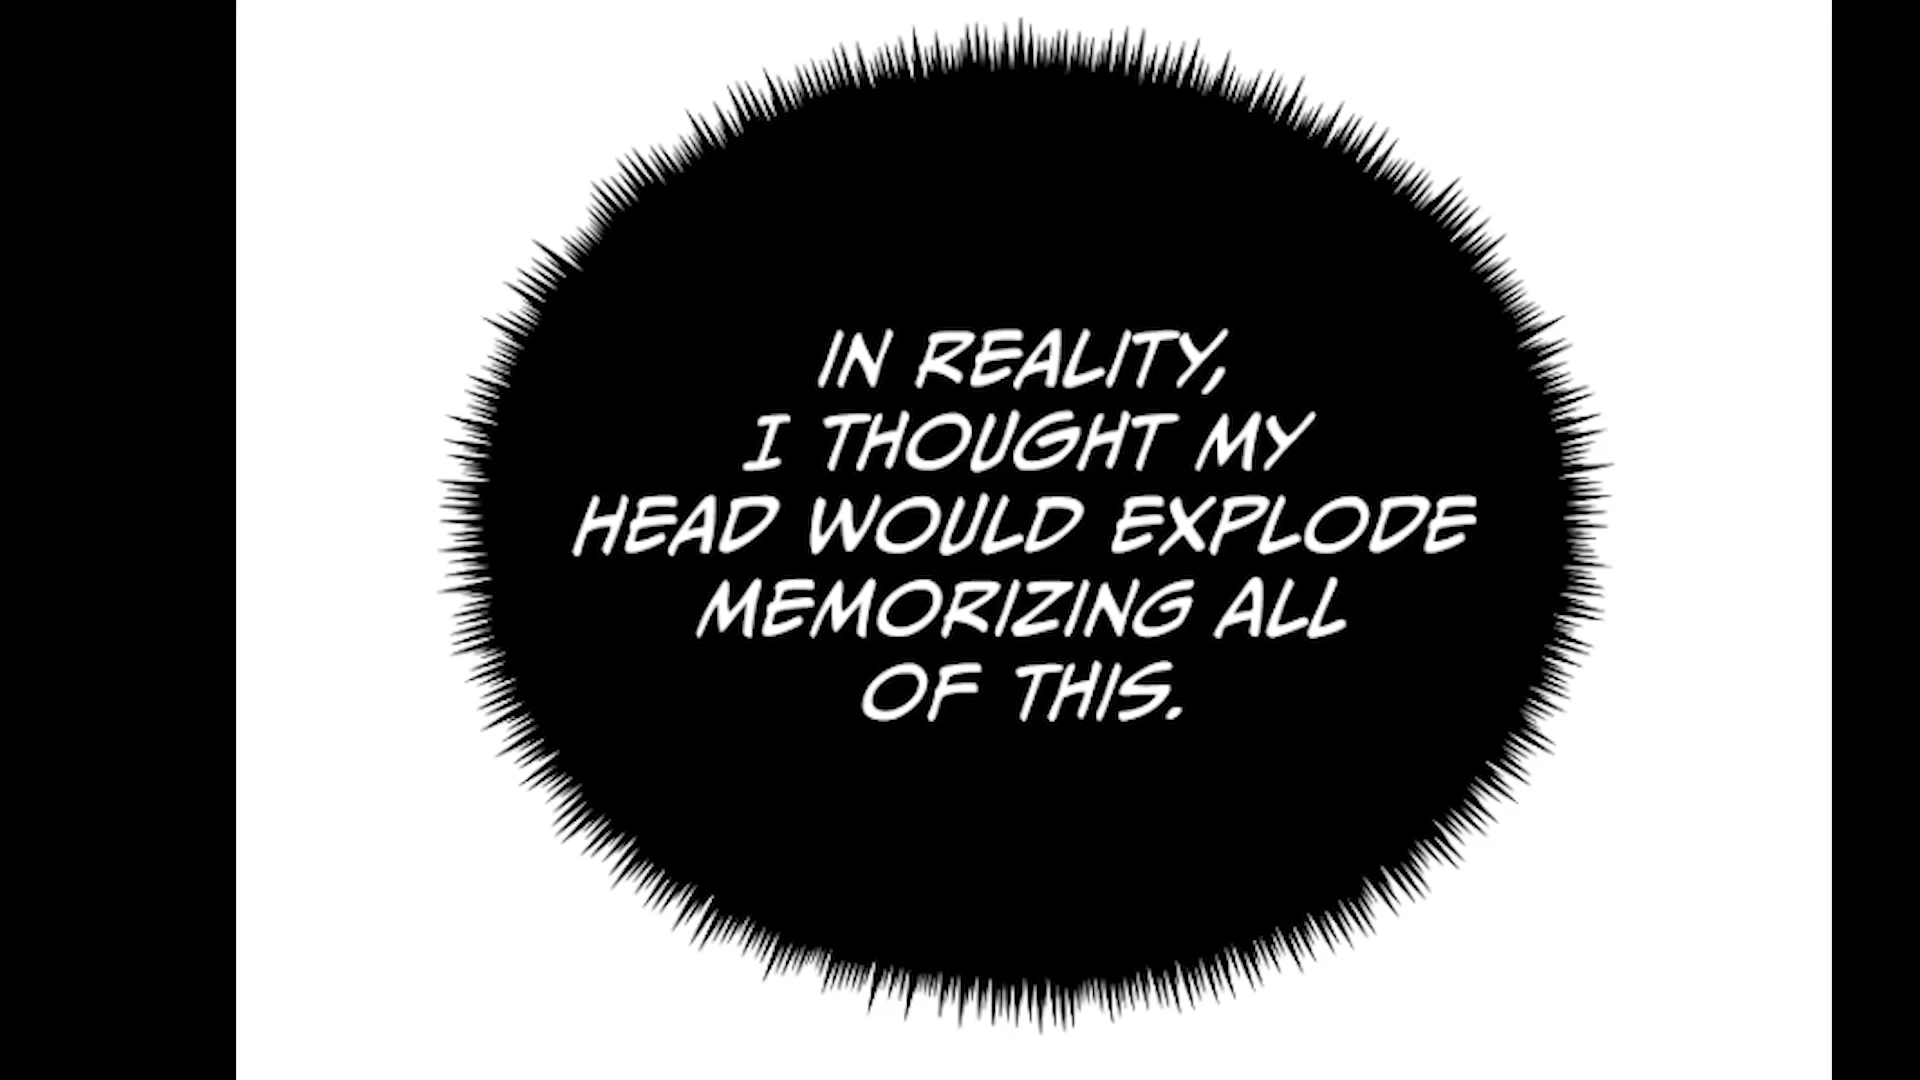 IN REALITY,
I THOUGHT MY
HEAD WOULD EXPLODE
MEMORIZING ALL
OF THIS.